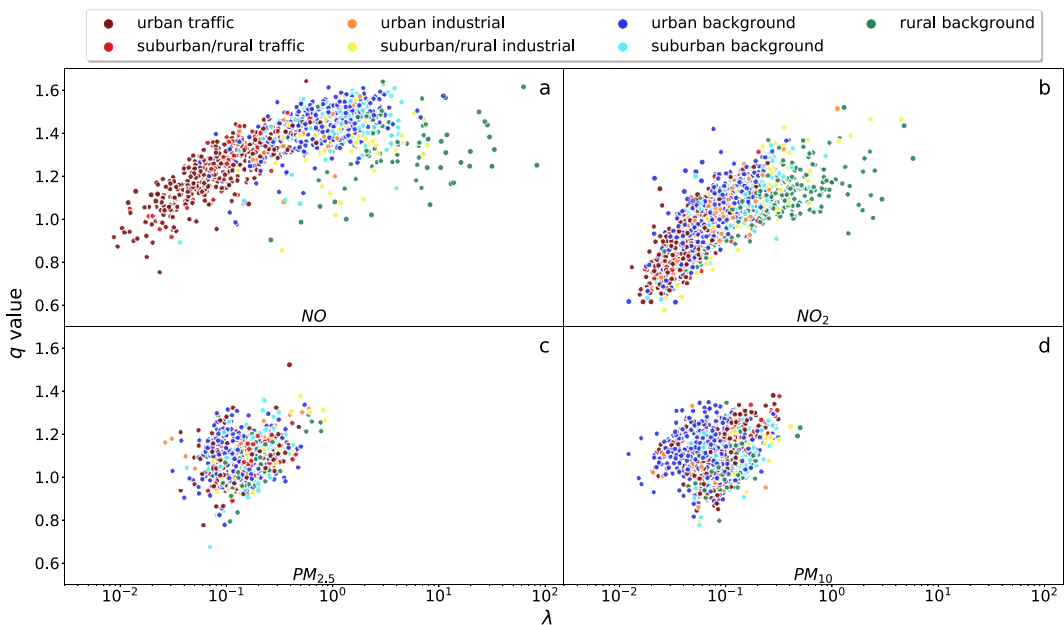 urban traffic urban industrial urban background rural background
suburban/rural traffic suburban/rural industrial suburban background
a b
1.6
1.4
1.2
1.0
0.8
0.6
NO NO₂
q value
c d
1.6
1.4
1.2
1.0
0.8
0.6
PM₂.₅ PM₁₀
10⁻² 10⁻¹ 10⁰ 10¹ 10² 10⁻² 10⁻¹ 10⁰ 10¹ 10²
λ